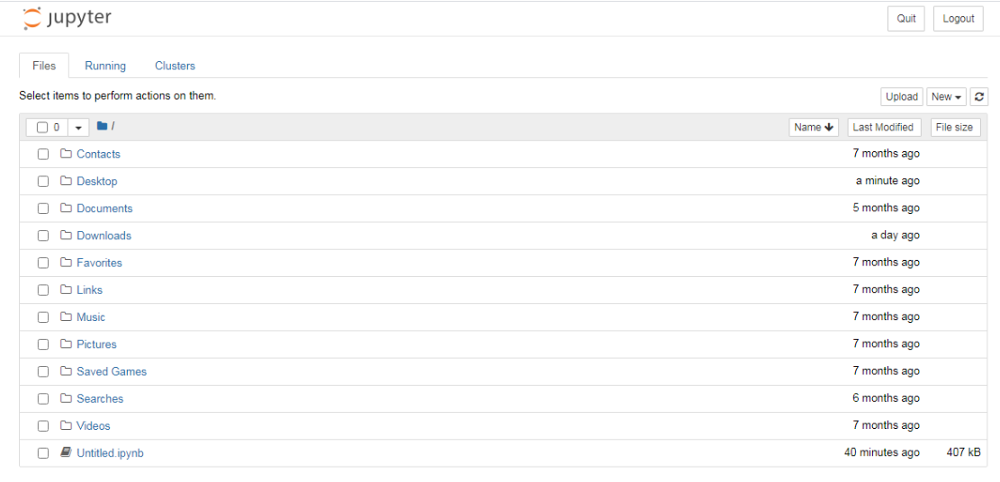 jupyter Quit Logout
Files Running Clusters
Select items to perform actions on them. Upload New
0 / Name Last Modified File size
Contacts 7 months ago
Desktop a minute ago
Documents 5 months ago
Downloads a day ago
Favorites 7 months ago
Links 7 months ago
Music 7 months ago
Pictures 7 months ago
Saved Games 7 months ago
Searches 6 months ago
Videos 7 months ago
Untitled.ipynb 40 minutes ago 407 kB